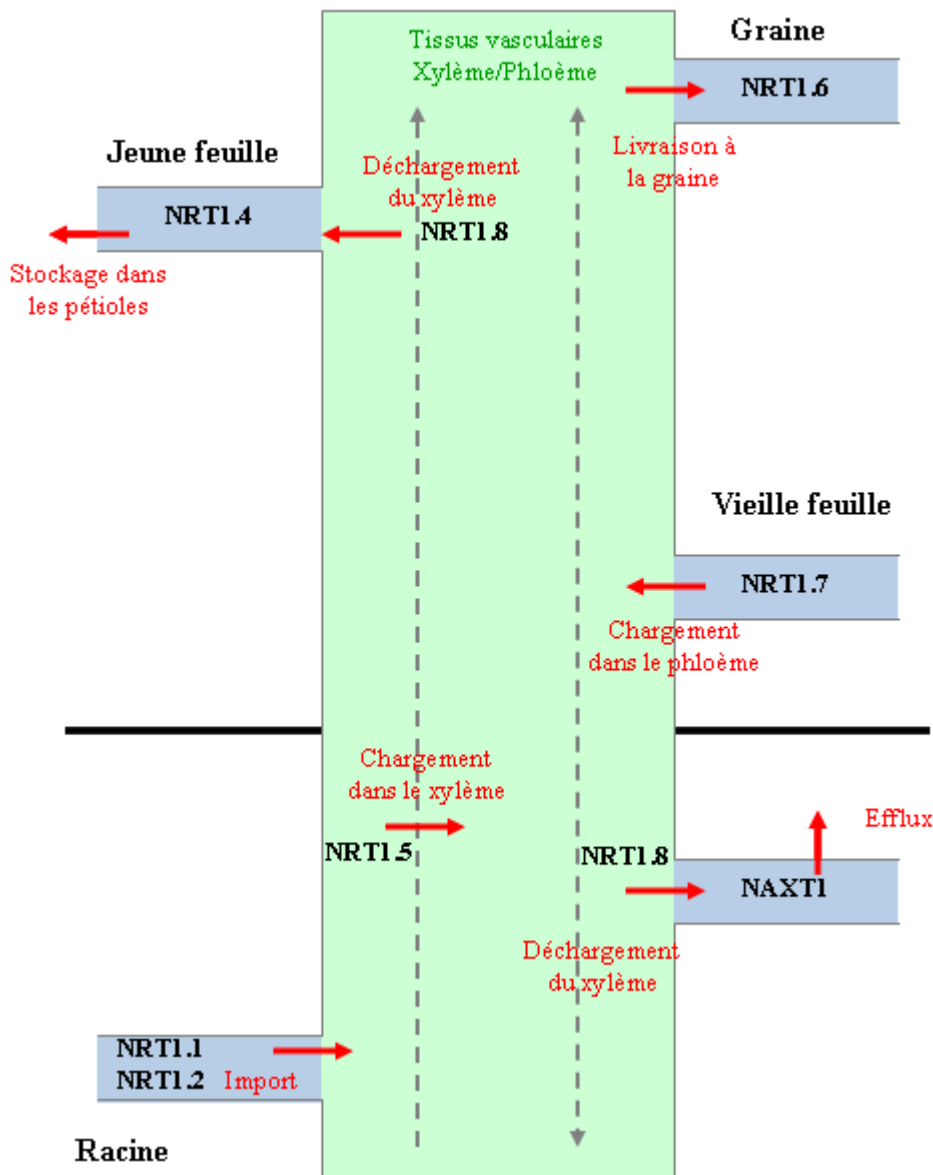 Tissus vasculaires
Xylème/Phloème
Graine
NRT1.6
Livraison à
la graine
Jeune feuille
NRT1.4
Déchargement
du xylème
NRT1.8
Stockage dans
les pétioles
Vieille feuille
NRT1.7
Chargement
dans le phloème
Chargement
dans le xylème
NRT1.5
NRT1.8
Efflux
NAXT1
Déchargement
du xylème
NRT1.1
NRT1.2 Import
Racine